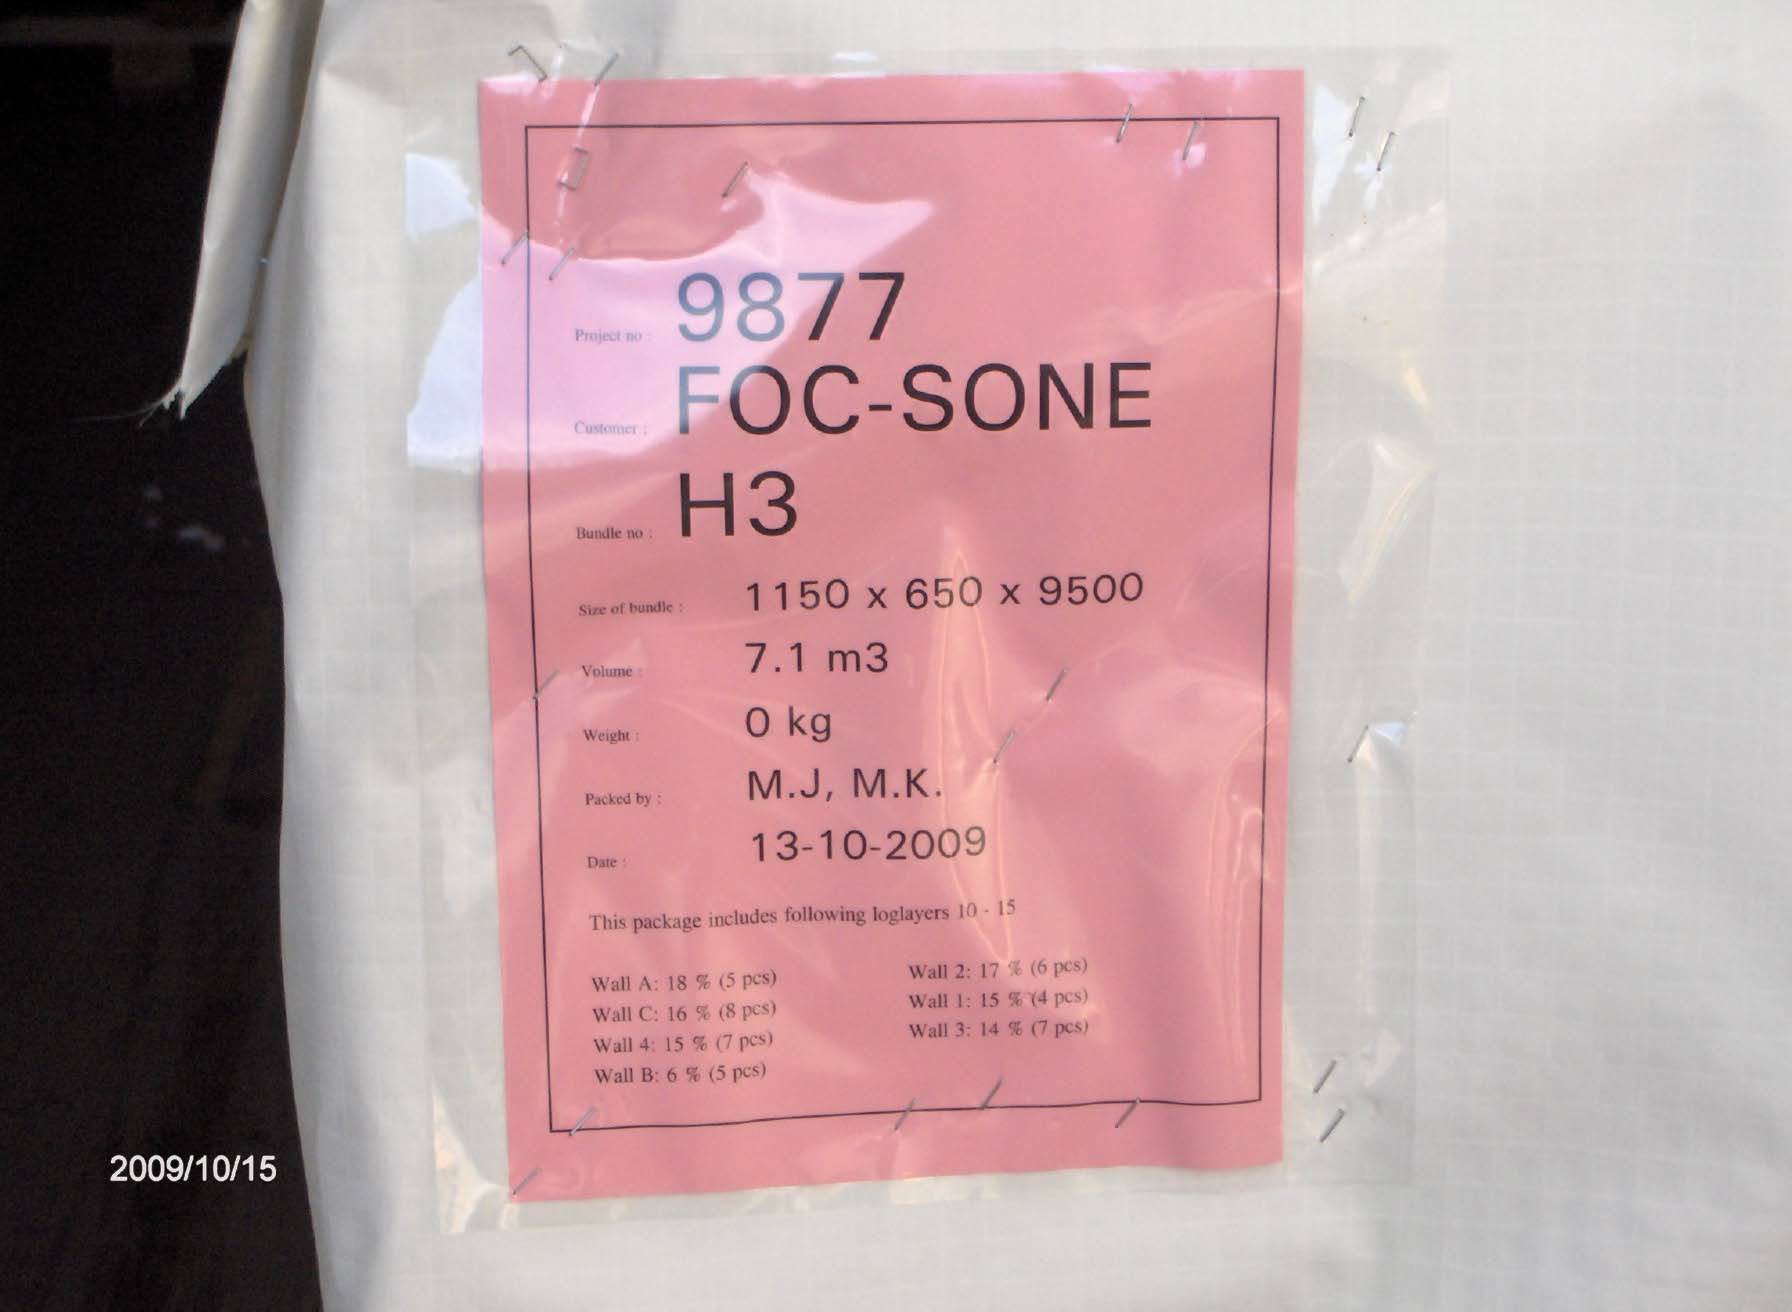 Project no : 9877
Customer : FOC-SONE
Bundle no : H3
Size of bundle : 1150 x 650 x 9500
Volume : 7.1 m3
Weight : 0 kg
Packed by : M.J, M.K.
Date : 13-10-2009
This package includes following loglayers 10 - 15
Wall A: 18 % (5 pcs) Wall 2: 17 % (6 pcs)
Wall C: 16 % (8 pcs) Wall 1: 15 % (4 pcs)
Wall 4: 15 % (7 pcs) Wall 3: 14 % (7 pcs)
Wall B: 6 % (5 pcs)
2009/10/15